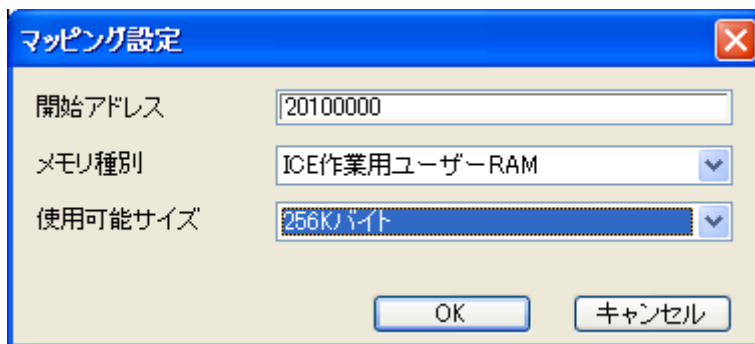 マッピング設定
開始アドレス 20100000
メモリ種別 ICE作業用ユーザーRAM
使用可能サイズ 256Kバイト
OK キャンセル